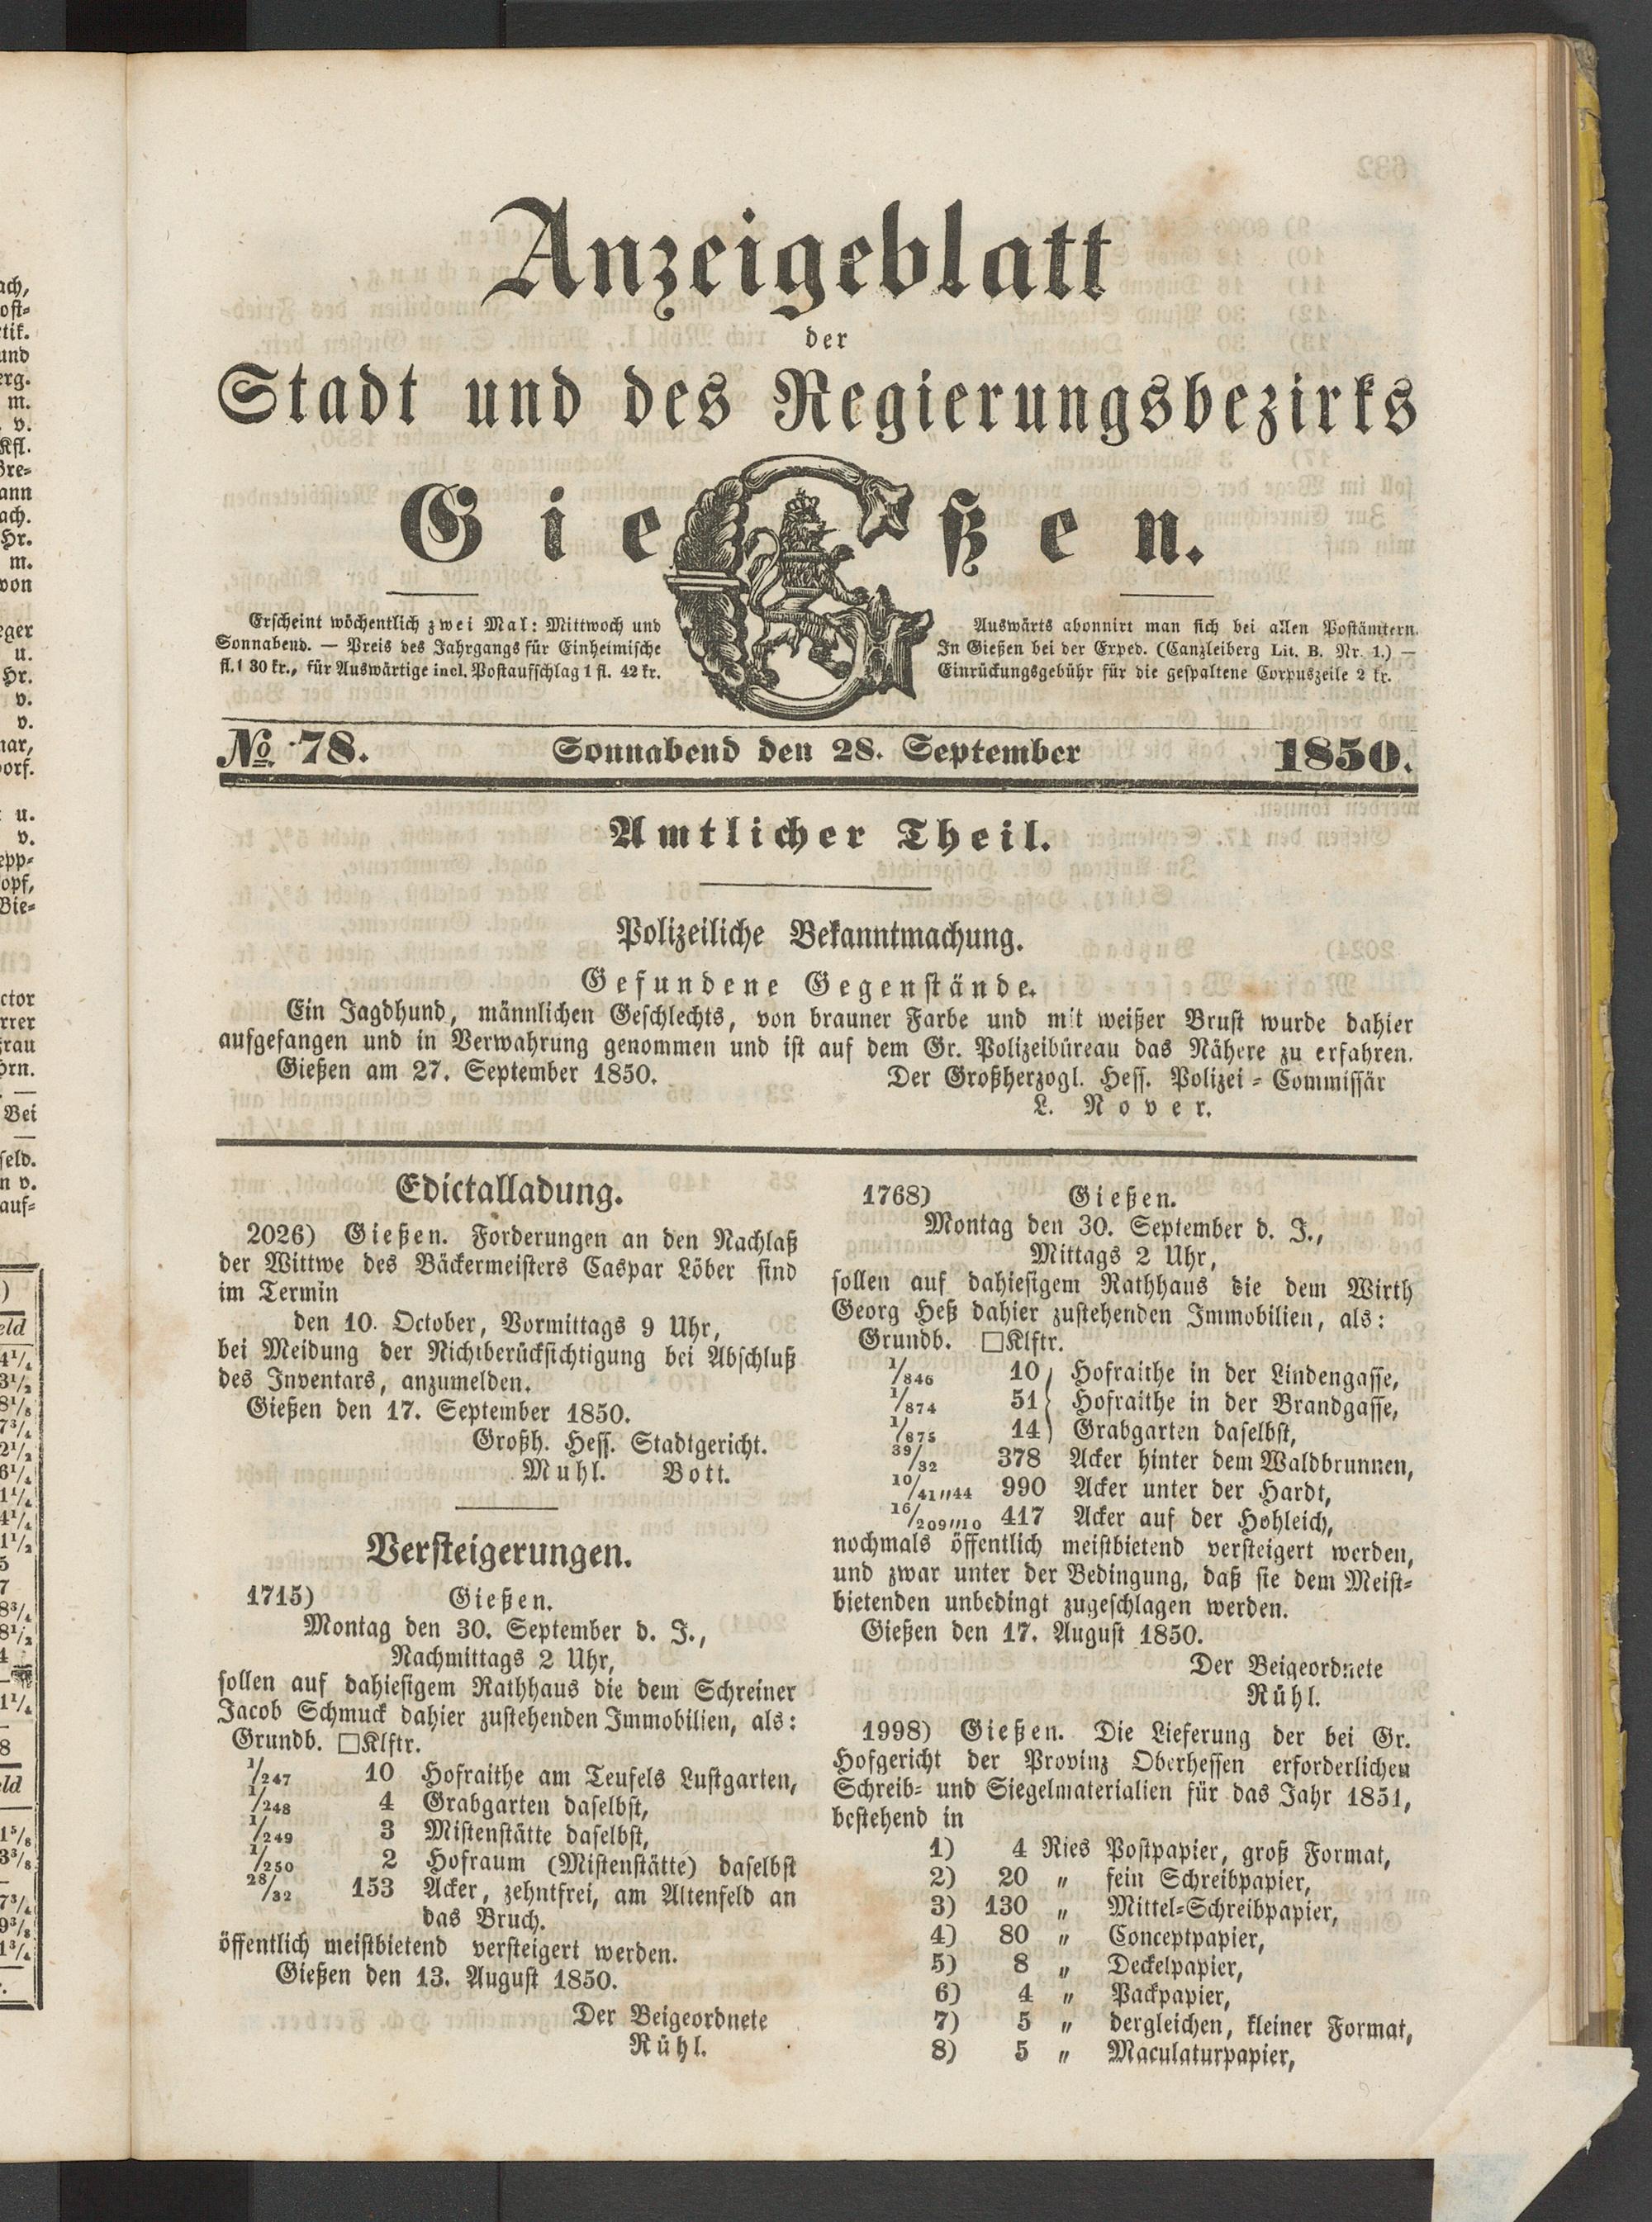 Anzeigeblatt
der
Stadt und des Regierungsbezirks
Gießen.
Erscheint wöchentlich zwei Mal: Mittwoch und
Sonnabend. — Preis des Jahrgangs für Einheimische
fl. 1 30 kr., für Auswärtige incl. Postaufschlag 1 fl. 42 kr.
Auswärts abonnirt man sich bei allen Postämtern.
In Gießen bei der Exped. (Canzleiberg Lit. B. Nr. 1.) —
Einrückungsgebühr für die gespaltene Corpuszeile 2 kr.
No. 78. Sonnabend den 28. September 1850.
Amtlicher Theil.
Polizeiliche Bekanntmachung.
Gefundene Gegenstände.
Ein Jagdhund, männlichen Geschlechts, von brauner Farbe und mit weißer Brust wurde dahier
aufgefangen und in Verwahrung genommen und ist auf dem Gr. Polizeibüreau das Nähere zu erfahren.
Gießen am 27. September 1850. Der Großherzogl. Hess. Polizei-Commissär
L. Nover.
Edictalladung.
2026) Gießen. Forderungen an den Nachlaß
der Wittwe des Bäckermeisters Caspar Löber sind
im Termin
den 10. October, Vormittags 9 Uhr,
bei Meidung der Nichtberücksichtigung bei Abschluß
des Inventars, anzumelden.
Gießen den 17. September 1850.
Großh. Hess. Stadtgericht.
Muhl. Bott.
Versteigerungen.
1715) Gießen.
Montag den 30. September d. J.,
Nachmittags 2 Uhr,
sollen auf dahiesigem Rathhaus die dem Schreiner
Jacob Schmuck dahier zustehenden Immobilien, als:
Grundb. □Klftr.
1/247 10 Hofraithe am Teufels Lustgarten,
1/248 4 Grabgarten daselbst,
1/249 3 Mistenstätte daselbst,
1/250 2 Hofraum (Mistenstätte) daselbst
28/32 153 Acker, zehntfrei, am Altenfeld an
das Bruch.
öffentlich meistbietend versteigert werden.
Gießen den 13. August 1850.
Der Beigeordnete
Rühl.
1768) Gießen.
Montag den 30. September d. J.,
Mittags 2 Uhr,
sollen auf dahiesigem Rathhaus die dem Wirth
Georg Heß dahier zustehenden Immobilien, als:
Grundb. □Klftr.
1/846 10 } Hofraithe in der Lindengasse,
1/874 51 } Hofraithe in der Brandgasse,
1/875 14 } Grabgarten daselbst,
39/32 378 Acker hinter dem Waldbrunnen,
10/41 u 44 990 Acker unter der Hardt,
16/209 u 10 417 Acker auf der Hohleich,
nochmals öffentlich meistbietend versteigert werden,
und zwar unter der Bedingung, daß sie dem Meist-
bietenden unbedingt zugeschlagen werden.
Gießen den 17. August 1850.
Der Beigeordnete
Rühl.
1998) Gießen. Die Lieferung der bei Gr.
Hofgericht der Provinz Oberhessen erforderlichen
Schreib- und Siegelmaterialien für das Jahr 1851,
bestehend in
1) 4 Ries Postpapier, groß Format,
2) 20 „ fein Schreibpapier,
3) 130 „ Mittel-Schreibpapier,
4) 80 „ Conceptpapier,
5) 8 „ Deckelpapier,
6) 4 „ Packpapier,
7) 5 „ dergleichen, kleiner Format,
8) 5 „ Maculaturpapier,